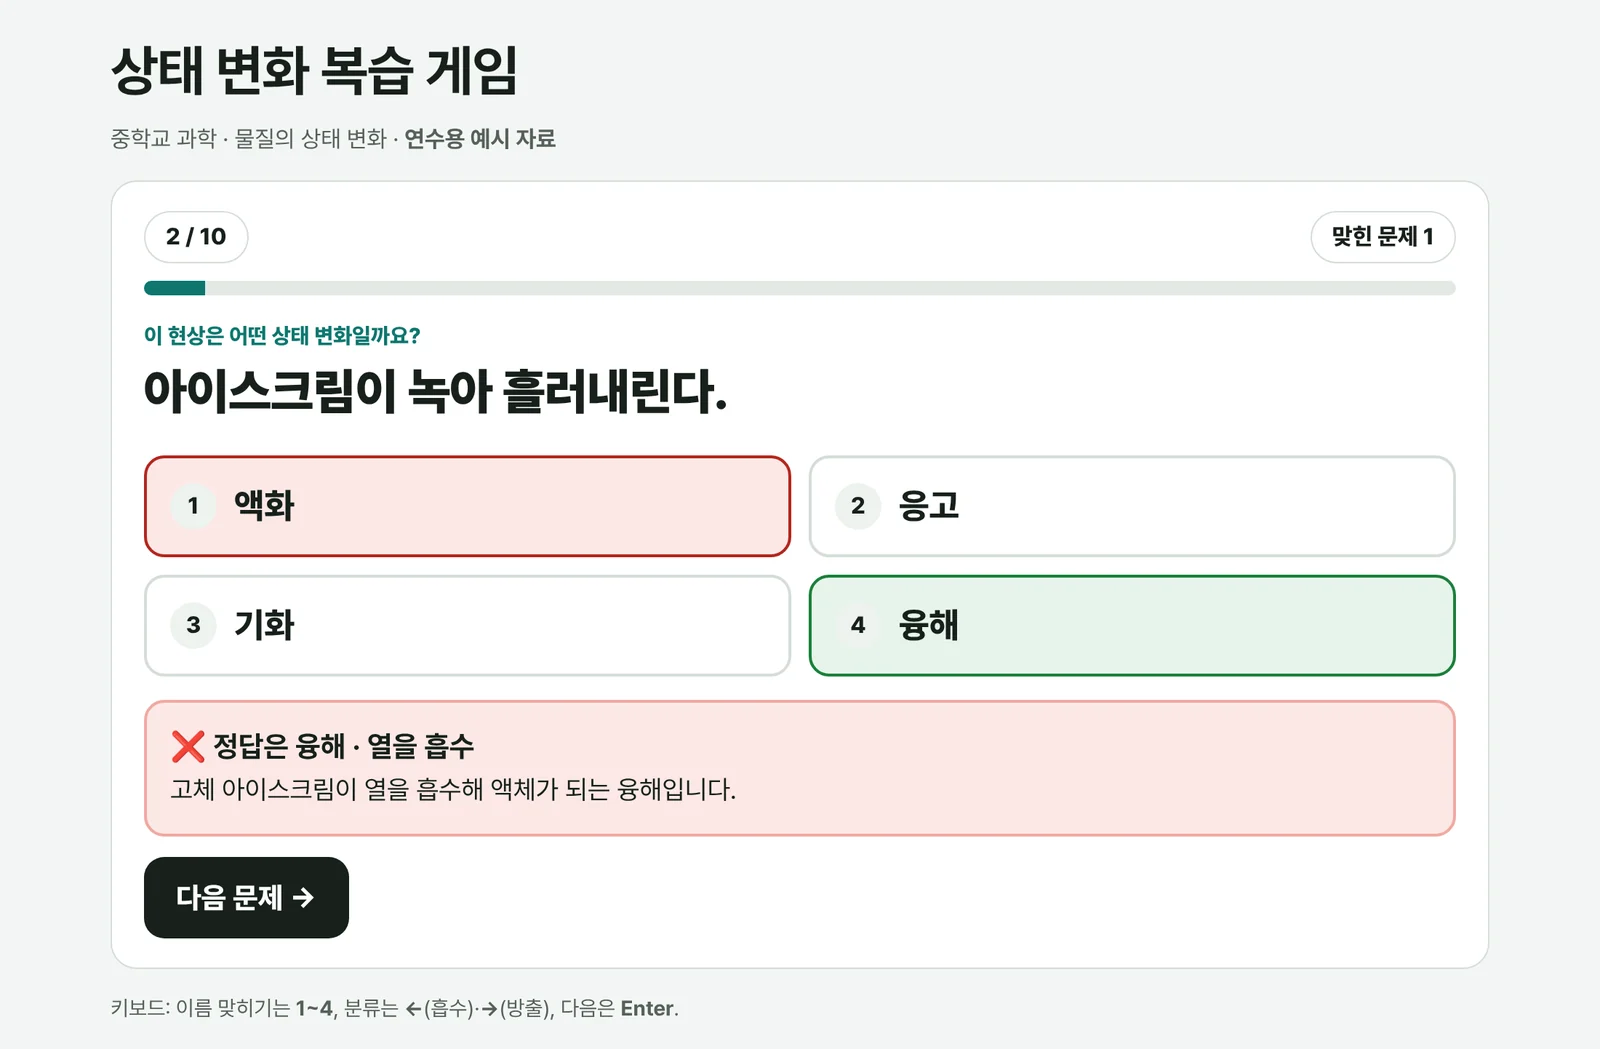 상태 변화 복습 게임
중학교 과학 · 물질의 상태 변화 · 연수용 예시 자료
2 / 10
맞힌 문제 1
이 현상은 어떤 상태 변화일까요?
아이스크림이 녹아 흘러내린다.
1 액화
2 응고
3 기화
4 융해
❌ 정답은 융해 · 열을 흡수
고체 아이스크림이 열을 흡수해 액체가 되는 융해입니다.
다음 문제 →
키보드: 이름 맞히기는 1~4, 분류는 ←(흡수)·→(방출), 다음은 Enter.